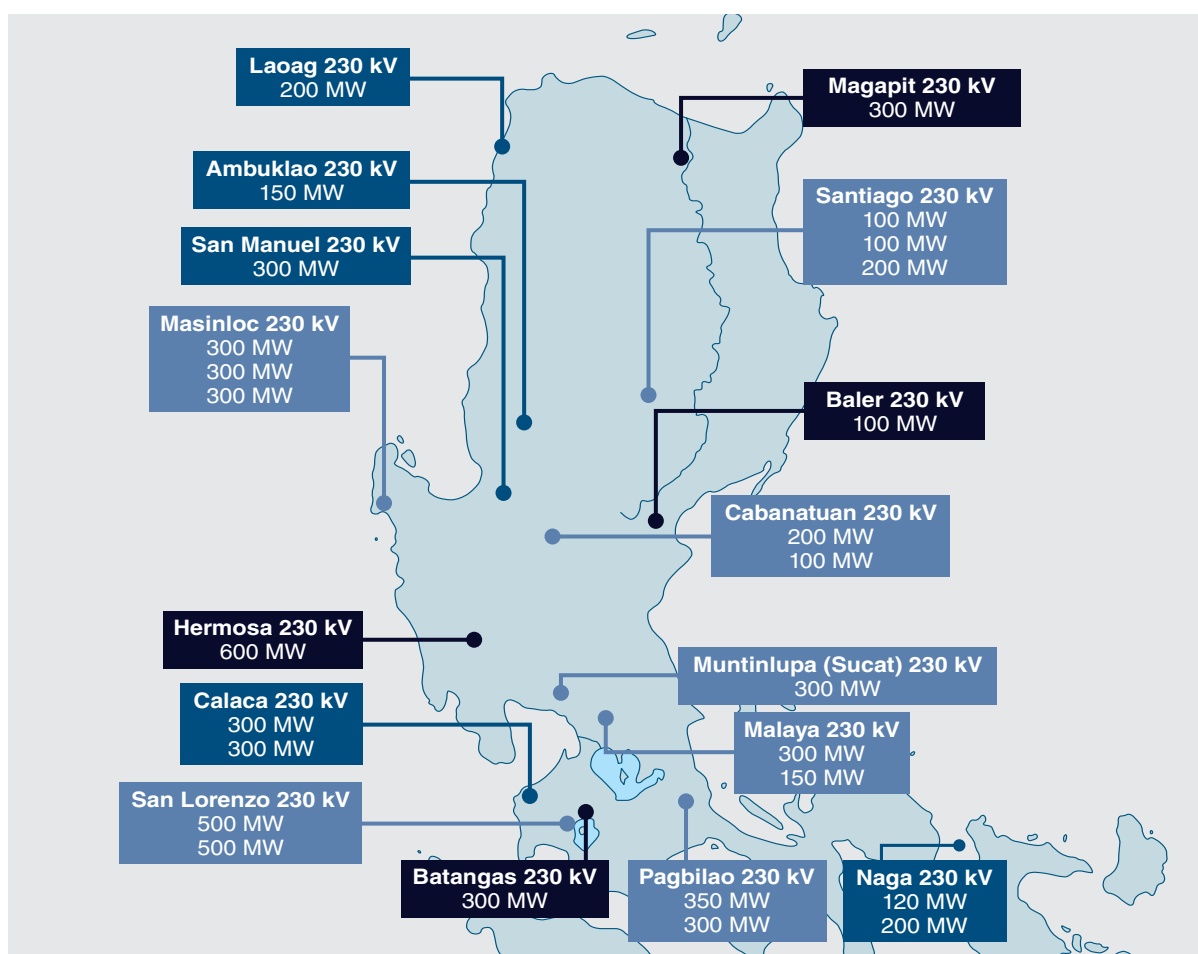 Laoag 230 kV
200 MW
Magapit 230 kV
300 MW
Ambuklao 230 kV
150 MW
Santiago 230 kV
100 MW
100 MW
200 MW
San Manuel 230 kV
300 MW
Masinloc 230 kV
300 MW
300 MW
300 MW
Baler 230 kV
100 MW
Cabanatuan 230 kV
200 MW
100 MW
Hermosa 230 kV
600 MW
Muntinlupa (Sucat) 230 kV
300 MW
Calaca 230 kV
300 MW
300 MW
Malaya 230 kV
300 MW
150 MW
San Lorenzo 230 kV
500 MW
500 MW
Batangas 230 kV
300 MW
Pagbilao 230 kV
350 MW
300 MW
Naga 230 kV
120 MW
200 MW